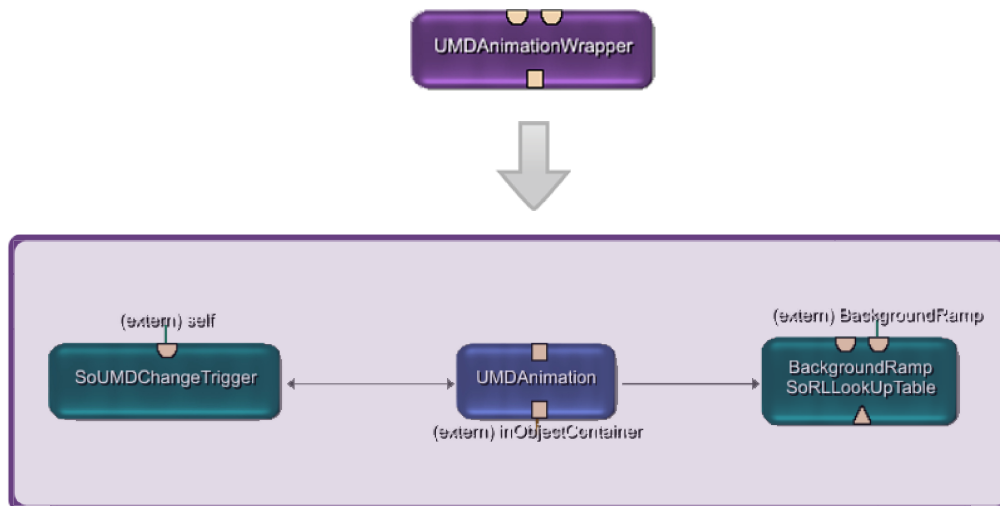 UMDAnimationWrapper
(extern) self
(extern) BackgroundRamp
SoUMDChangeTrigger
UMDAnimation
BackgroundRamp
SoRLLookUpTable
(extern) inObjectContainer